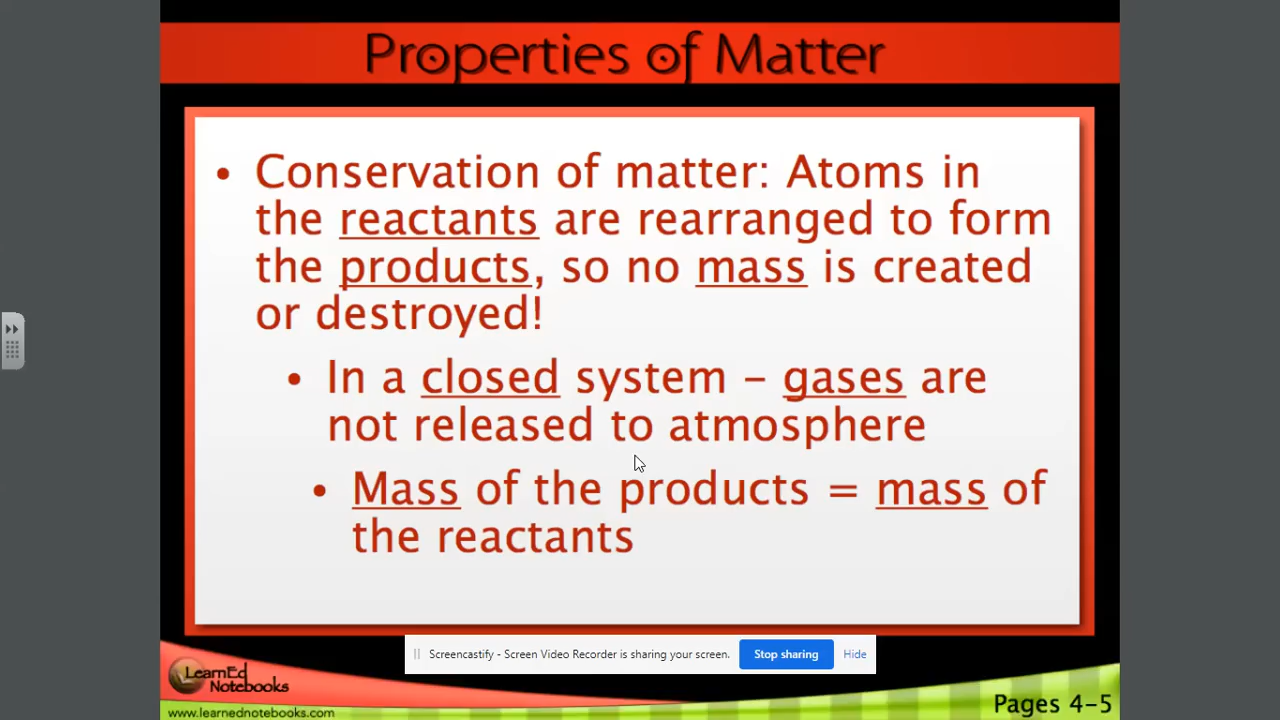 Properties of Matter
• Conservation of matter: Atoms in
the reactants are rearranged to form
the products, so no mass is created
or destroyed!
• In a closed system – gases are
not released to atmosphere
• Mass of the products = mass of
the reactants
Screencastify - Screen Video Recorder is sharing your screen.
Stop sharing
Hide
LearnEd
Notebooks
www.learnednotebooks.com
Pages 4-5